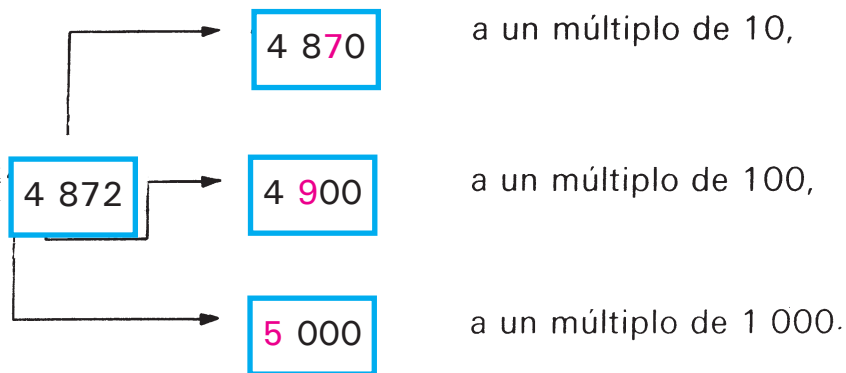 4 870 a un múltiplo de 10,
4 872 4 900 a un múltiplo de 100,
5 000 a un múltiplo de 1 000.